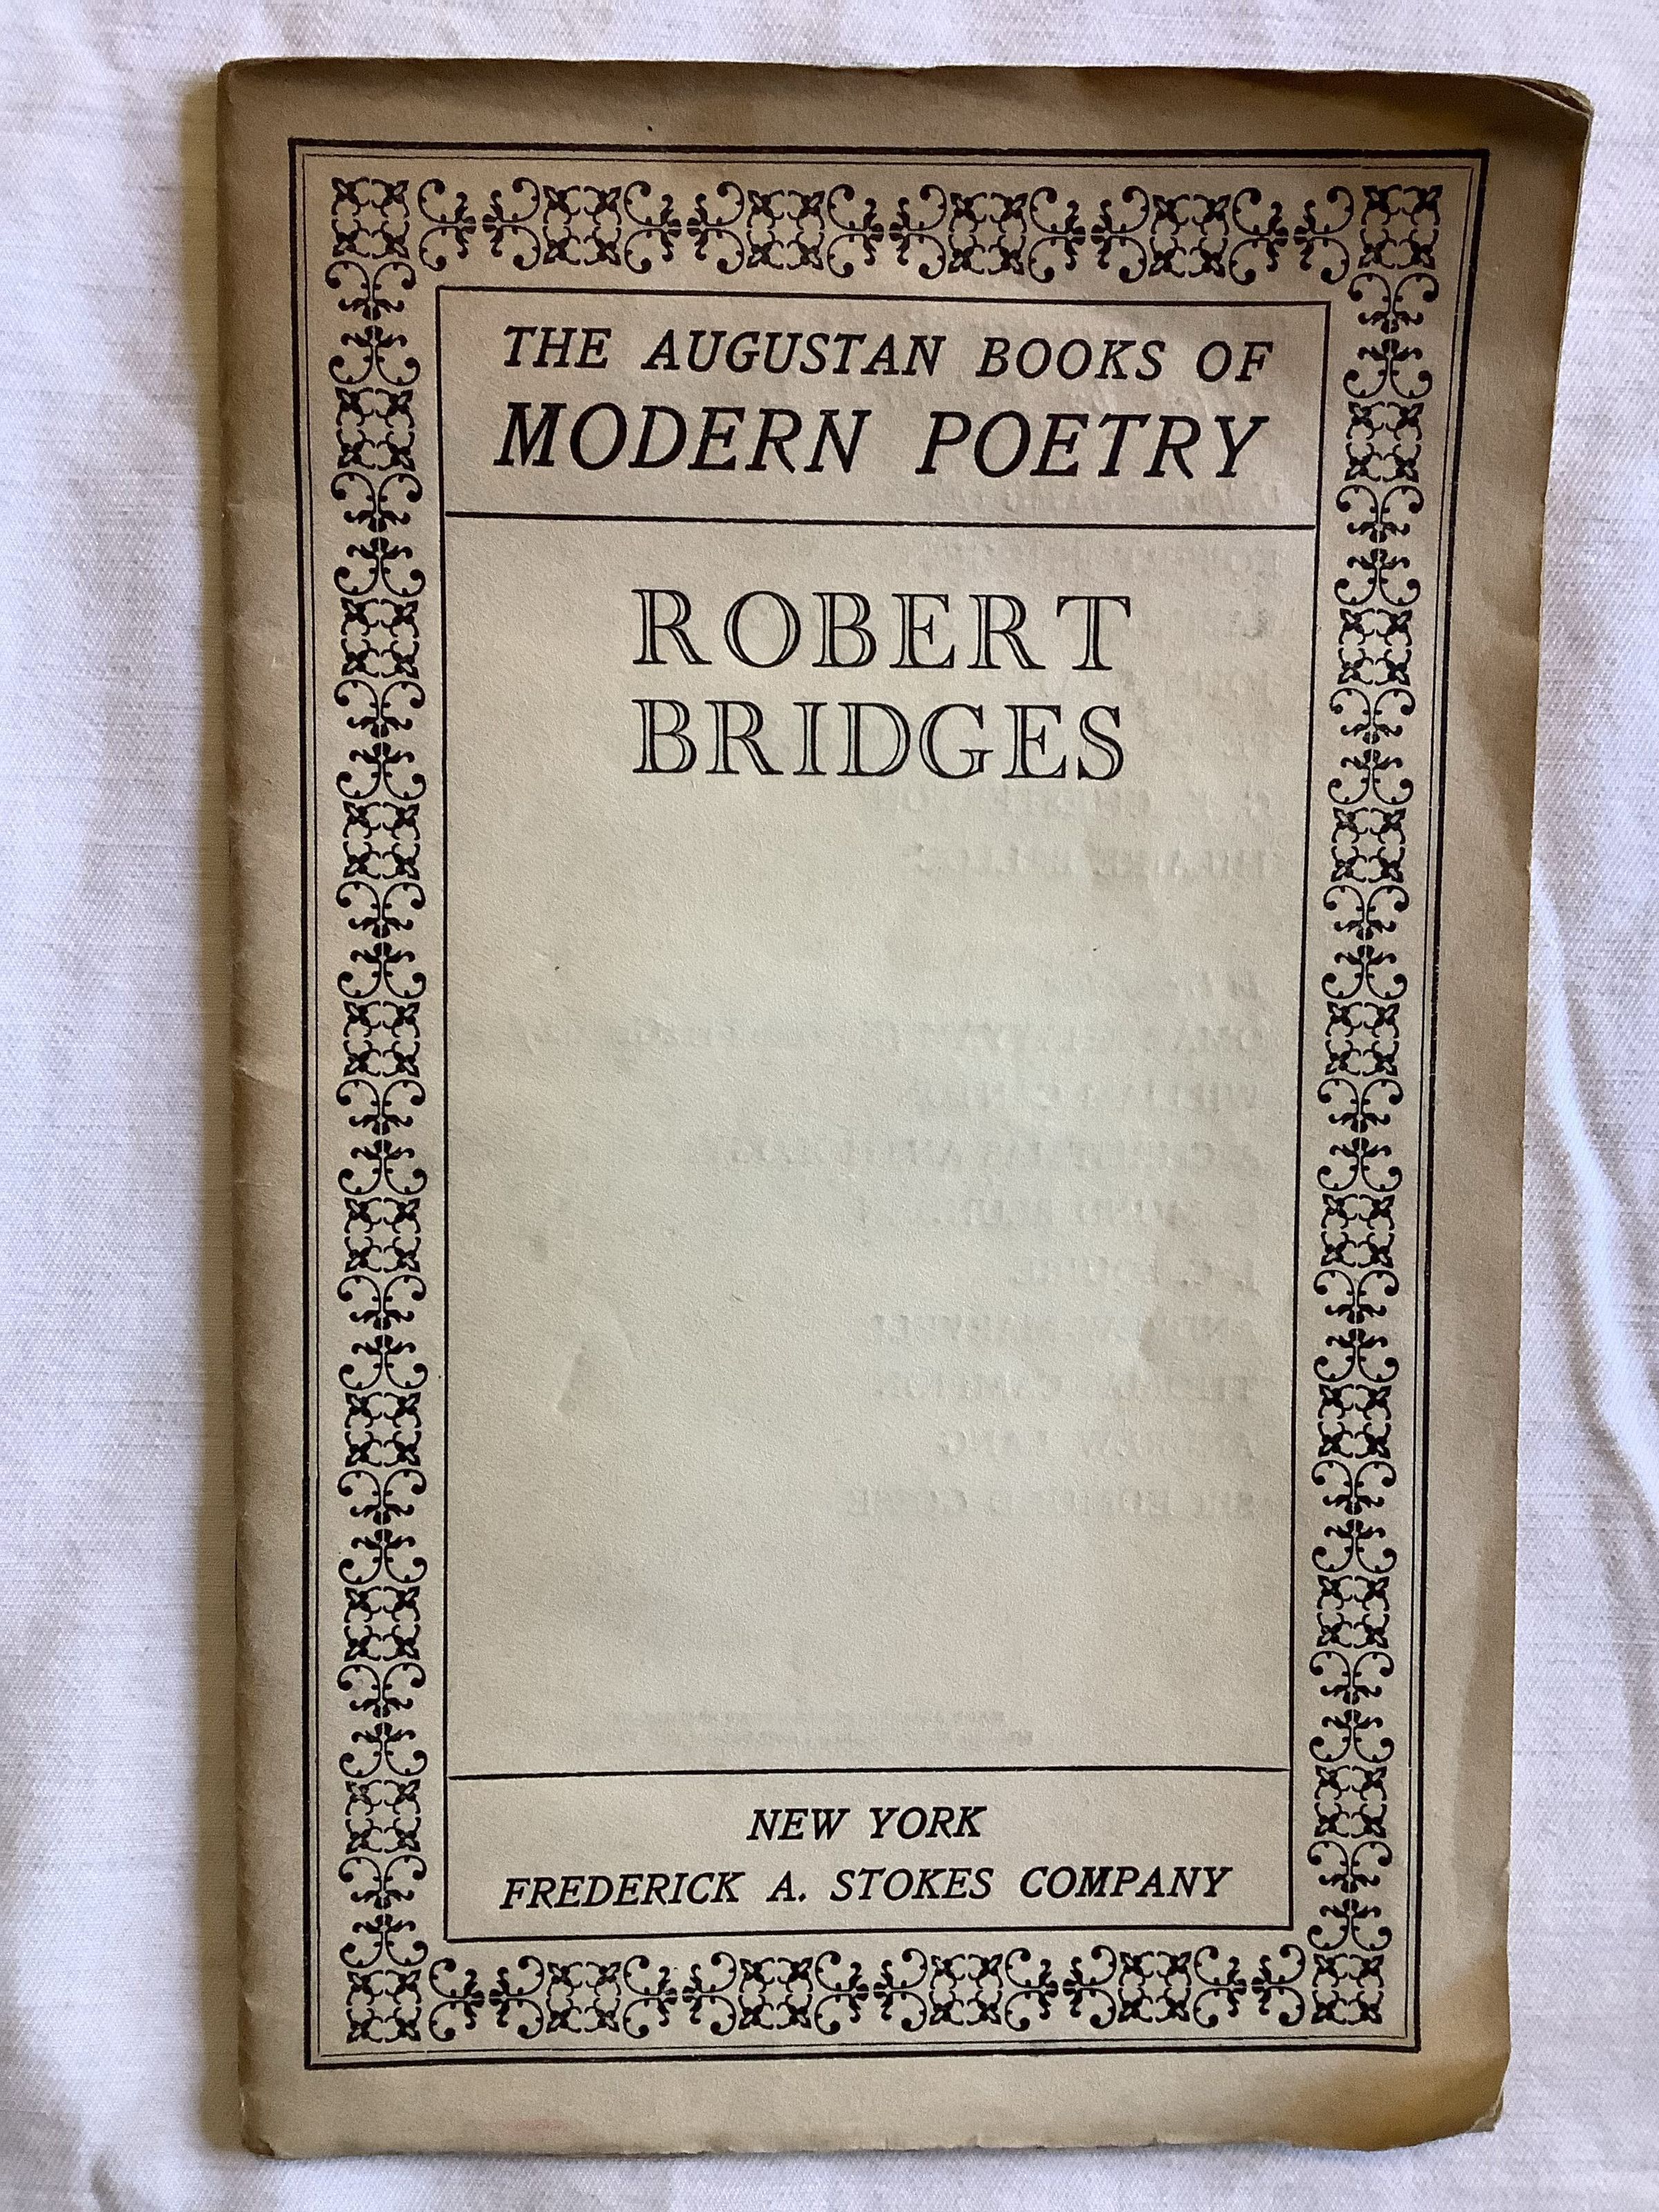 THE AUGUSTAN BOOKS OF
MODERN POETRY
ROBERT
BRIDGES
NEW YORK
FREDERICK A. STOKES COMPANY